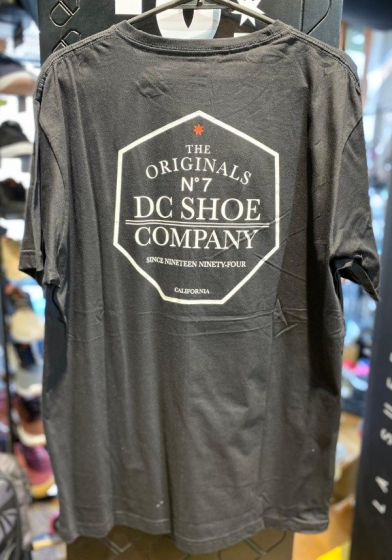 THE
ORIGINALS
Nº7
DC SHOE
COMPANY
SINCE NINETEEN NINETY-FOUR
CALIFORNIA